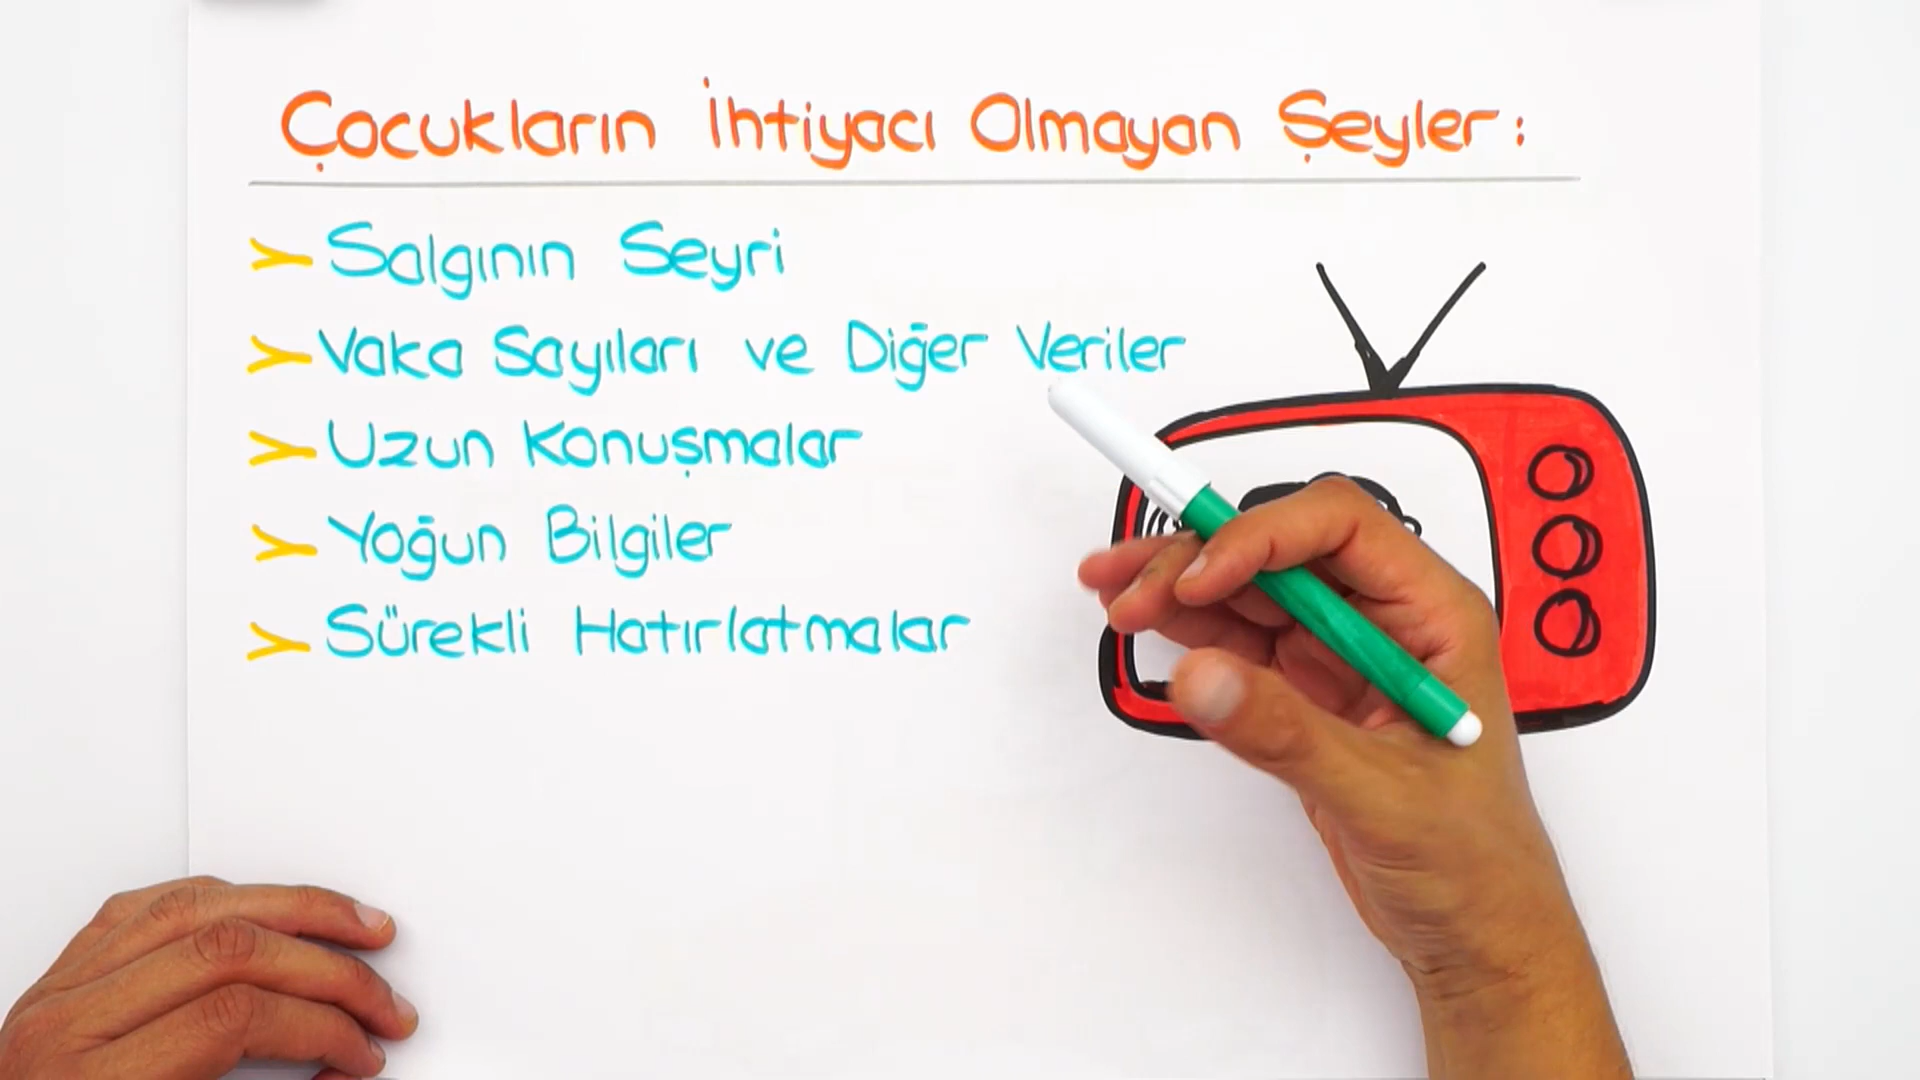 Çocukların İhtiyacı Olmayan Şeyler:
Salgının Seyri
Vaka Sayıları ve Diğer Veriler
Uzun Konuşmalar
Yoğun Bilgiler
Sürekli Hatırlatmalar